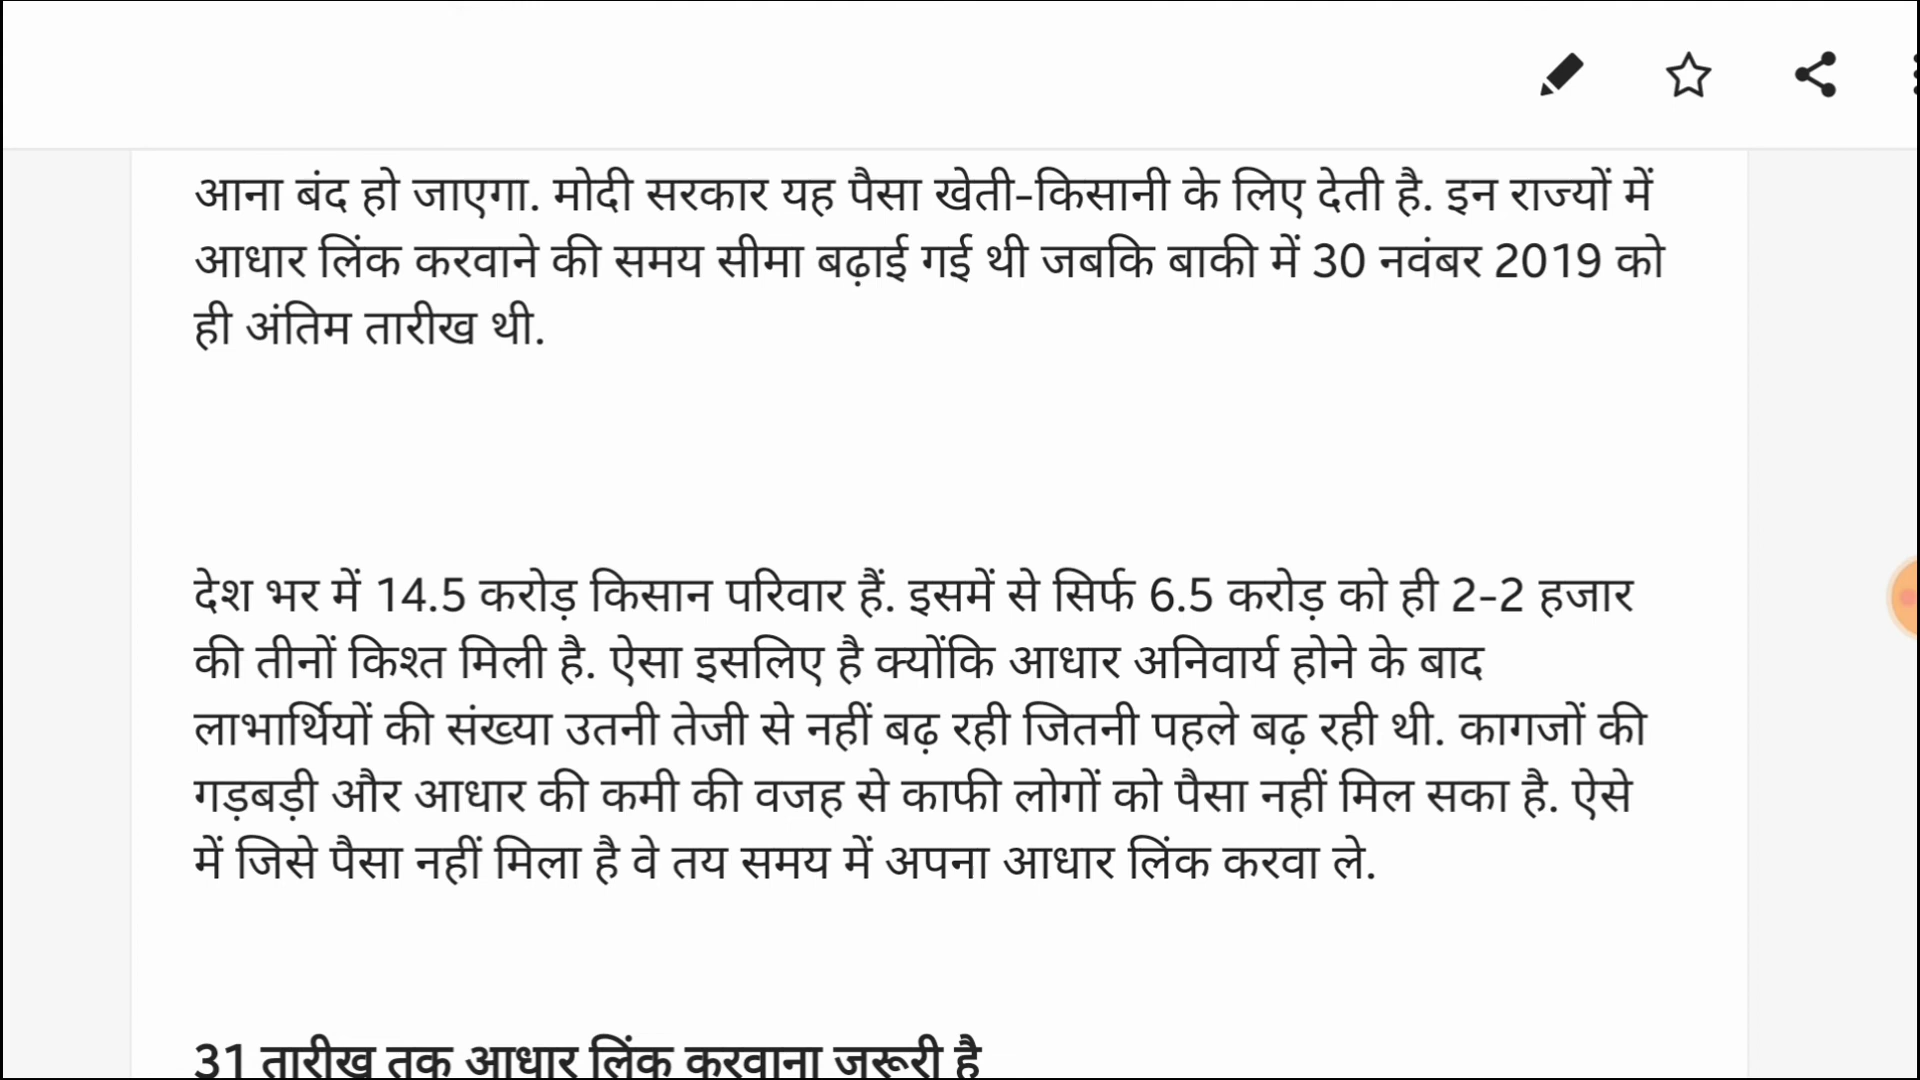 आना बंद हो जाएगा. मोदी सरकार यह पैसा खेती-किसानी के लिए देती है. इन राज्यों में
आधार लिंक करवाने की समय सीमा बढ़ाई गई थी जबकि बाकी में 30 नवंबर 2019 को
ही अंतिम तारीख थी.
देश भर में 14.5 करोड़ किसान परिवार हैं. इसमें से सिर्फ 6.5 करोड़ को ही 2-2 हजार
की तीनों किश्त मिली है. ऐसा इसलिए है क्योंकि आधार अनिवार्य होने के बाद
लाभार्थियों की संख्या उतनी तेजी से नहीं बढ़ रही जितनी पहले बढ़ रही थी. कागजों की
गड़बड़ी और आधार की कमी की वजह से काफी लोगों को पैसा नहीं मिल सका है. ऐसे
में जिसे पैसा नहीं मिला है वे तय समय में अपना आधार लिंक करवा ले.
31 तारीख तक आधार लिंक करवाना जरूरी है